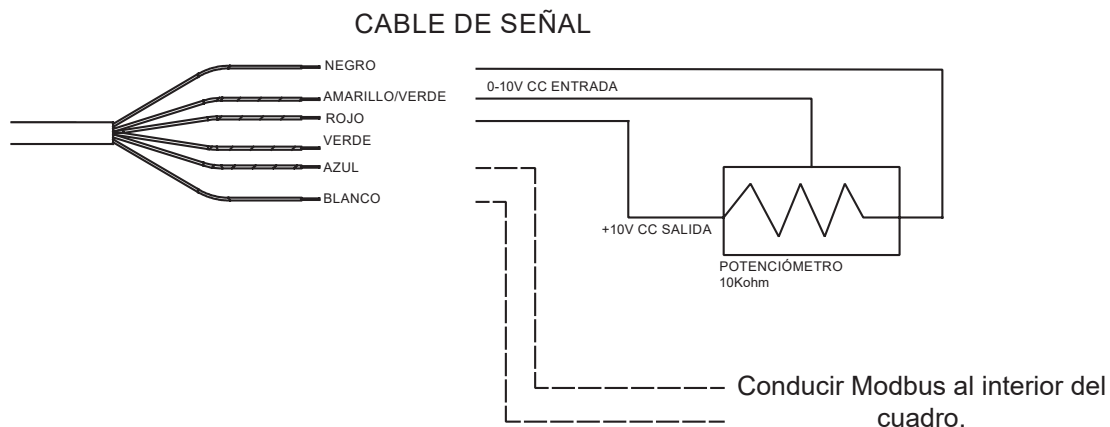 CABLE DE SEÑAL
NEGRO
0-10V CC ENTRADA
AMARILLO/VERDE
ROJO
VERDE
AZUL
BLANCO
+10V CC SALIDA
POTENCIÓMETRO
10Kohm
Conducir Modbus al interior del
cuadro.